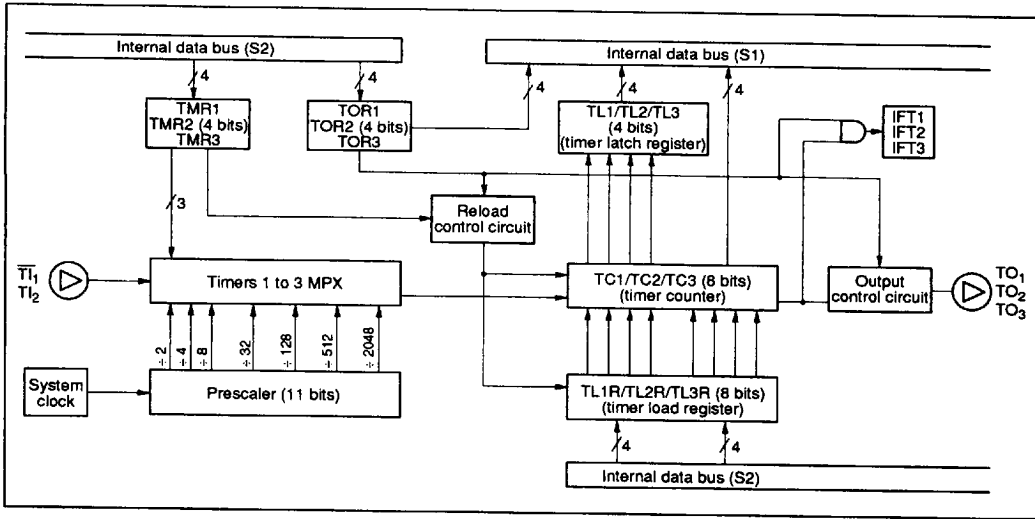 Internal data bus (S2)
Internal data bus (S1)
4
4
4
4
4
TMR1
TMR2 (4 bits)
TMR3
TOR1
TOR2 (4 bits)
TOR3
TL1/TL2/TL3
(4 bits)
(timer latch register)
IFT1
IFT2
IFT3
3
Reload
control circuit
TI1
TI2
Timers 1 to 3 MPX
TC1/TC2/TC3 (8 bits)
(timer counter)
Output
control circuit
TO1
TO2
TO3
÷ 2
÷ 4
÷ 8
÷ 32
÷ 128
÷ 512
÷ 2048
System
clock
Prescaler (11 bits)
TL1R/TL2R/TL3R (8 bits)
(timer load register)
4
4
Internal data bus (S2)